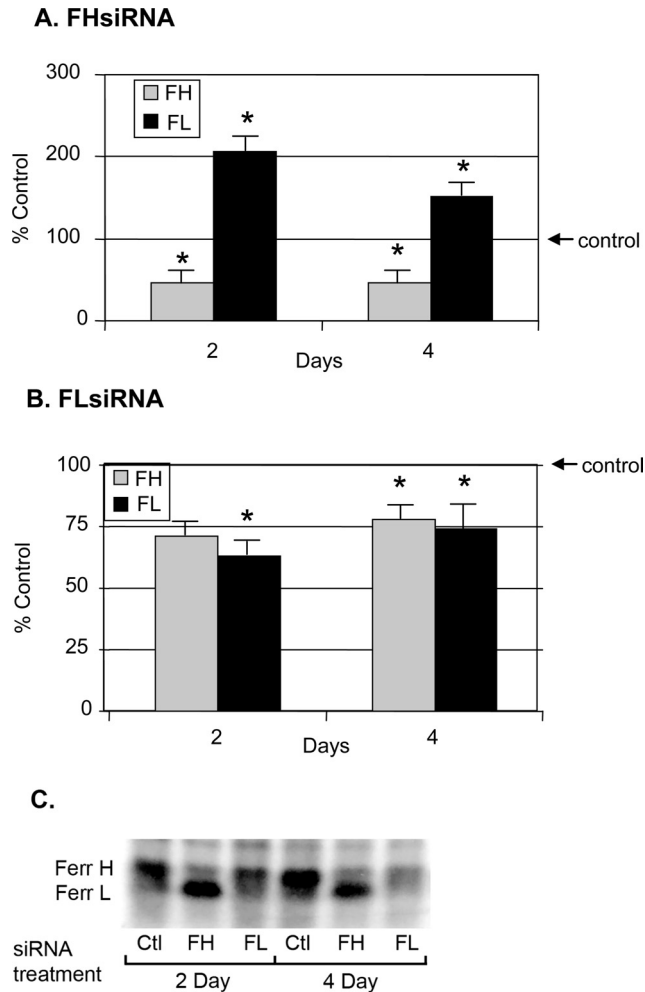 A. FHsiRNA
300
FH
FL
*
*
200
% Control
100
← control
*
*
0
2
4
Days
B. FLsiRNA
100
← control
FH
FL
*
*
*
75
% Control
50
25
0
2
4
Days
C.
Ferr H
Ferr L
siRNA treatment
Ctl FH FL Ctl FH FL
2 Day 4 Day